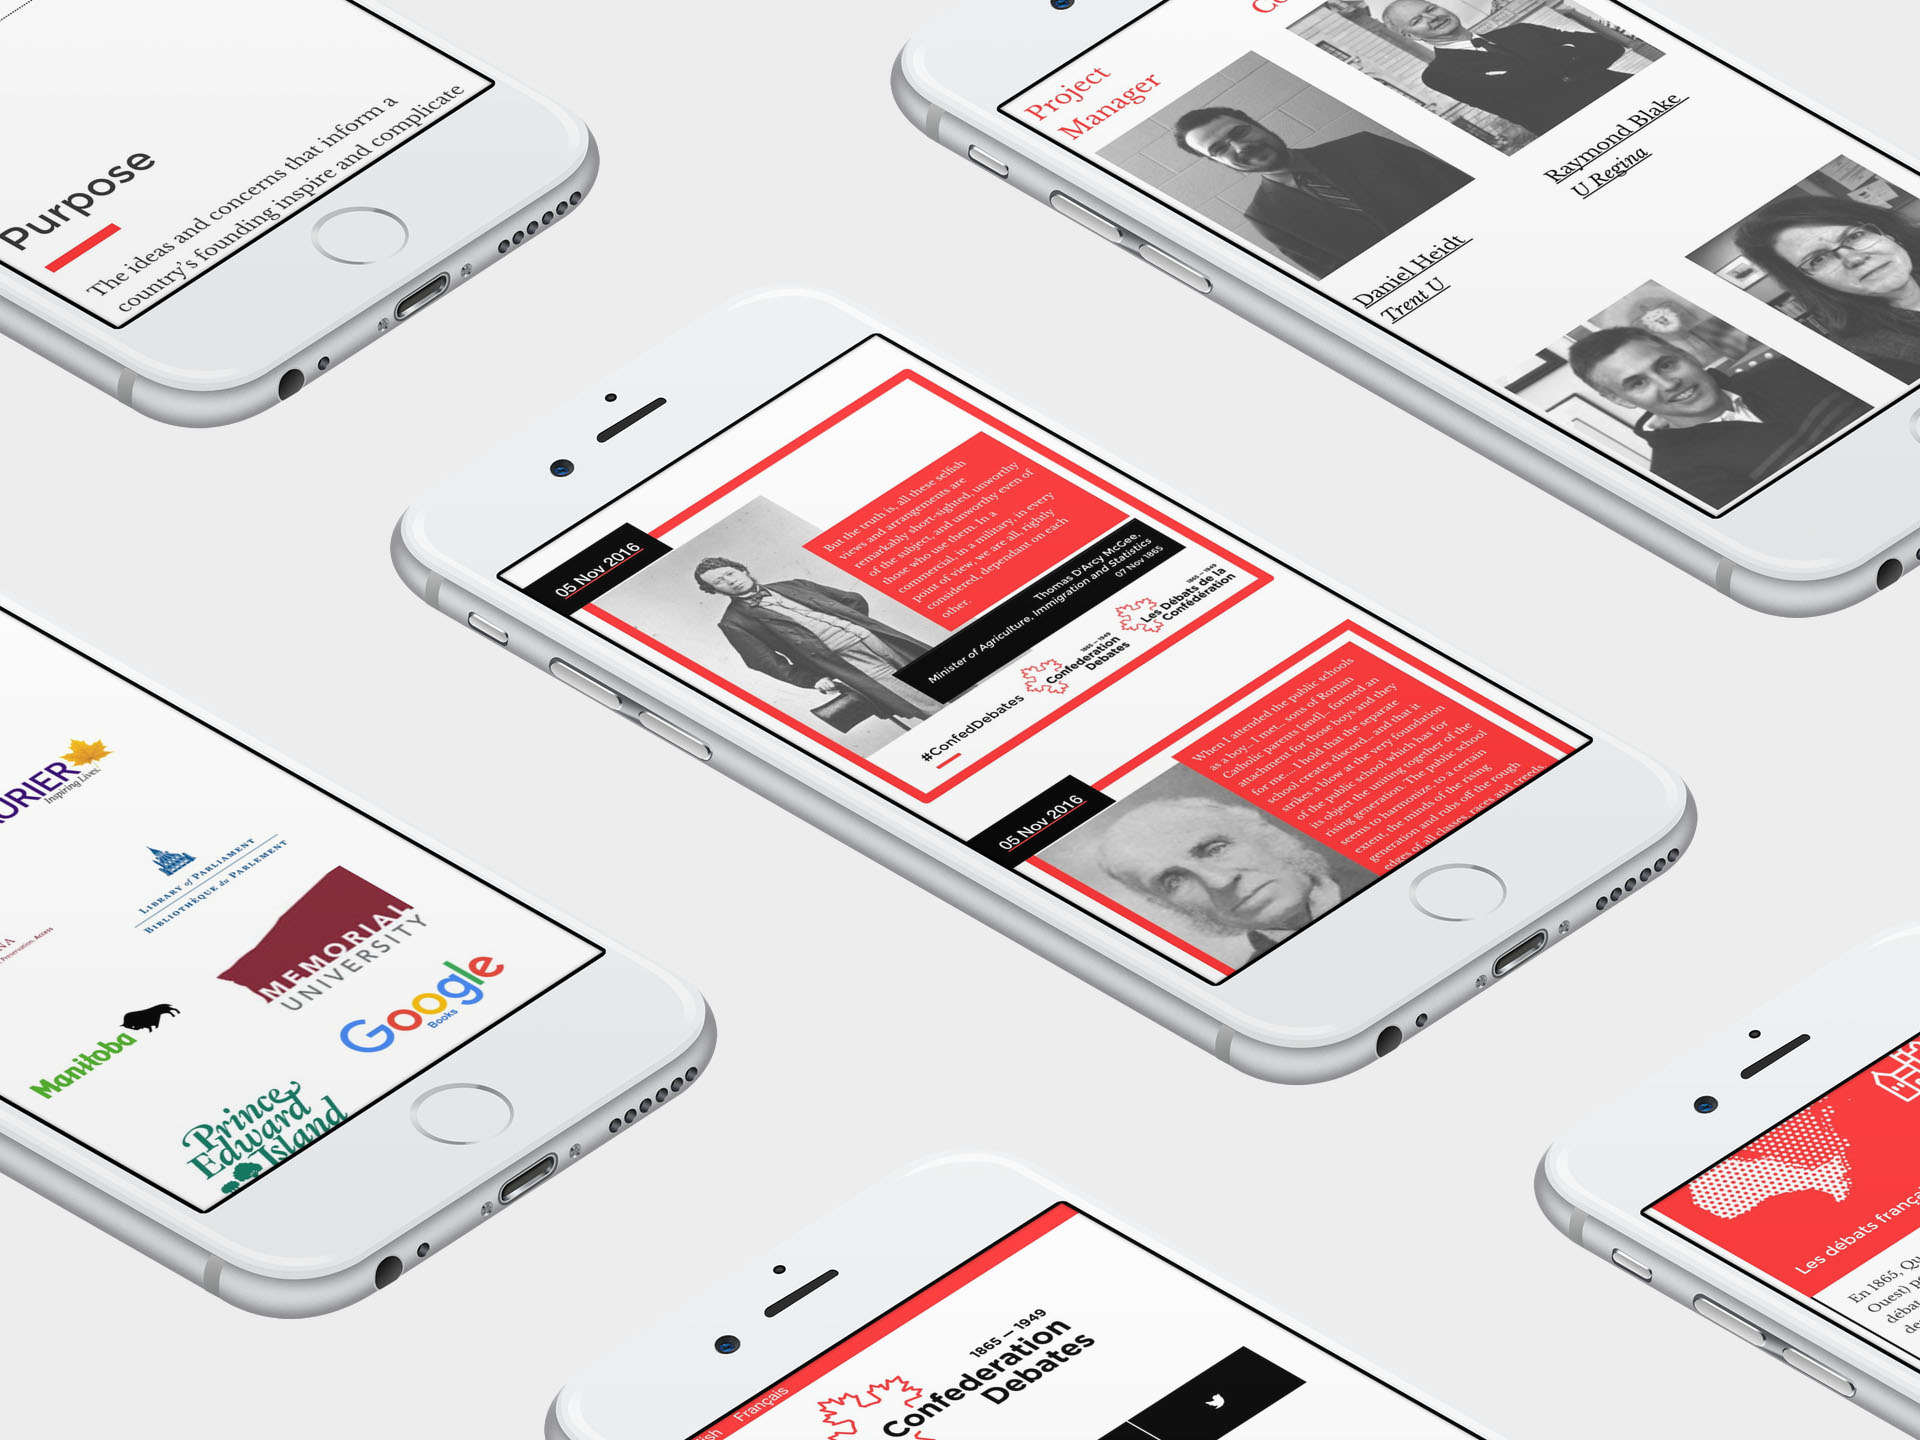 Purpose
The ideas and concerns that inform a
country's founding inspire and complicate
Project
Manager
Raymond Blake
U Regina
Daniel Heidt
Trent U
05 Nov 2016
But the truth is, all these selfish
views and arrangements are
remarkably short-sighted, unworthy
of the subject, and unworthy even of
those who use them. In a
commercial, in a military, in every
point of view, we are all, rightly
considered, dependant on each
other.
Thomas D'Arcy McGee,
Minister of Agriculture, Immigration and Statistics
07 Nov 1865
#ConfedDebates
1865 – 1949
Confederation
Debates
1865 – 1949
Les Débats de la
Confédération
05 Nov 2016
When I attended the public schools
as a boy... I met... sons of Roman
Catholic parents [and]... formed an
attachment for those boys and they
for me.... I hold that the separate
school creates discord... and that it
strikes a blow at the very foundation
of the public school which has for
its object the uniting together of the
rising generation. The public school
seems to harmonize, to a certain
extent, the minds of the rising
generation and rubs off the rough
edges of all classes, races and creeds.
URIER
Inspiring Lives.
LIBRARY of PARLIAMENT
BIBLIOTHÈQUE du PARLEMENT
Preservation. Access
MEMORIAL
UNIVERSITY
Manitoba
Google
Books
Prince
Edward
Island
Français
1865 – 1949
Confederation
Debates
Les débats françai
En 1865, Qu
Ouest) p
débat
de